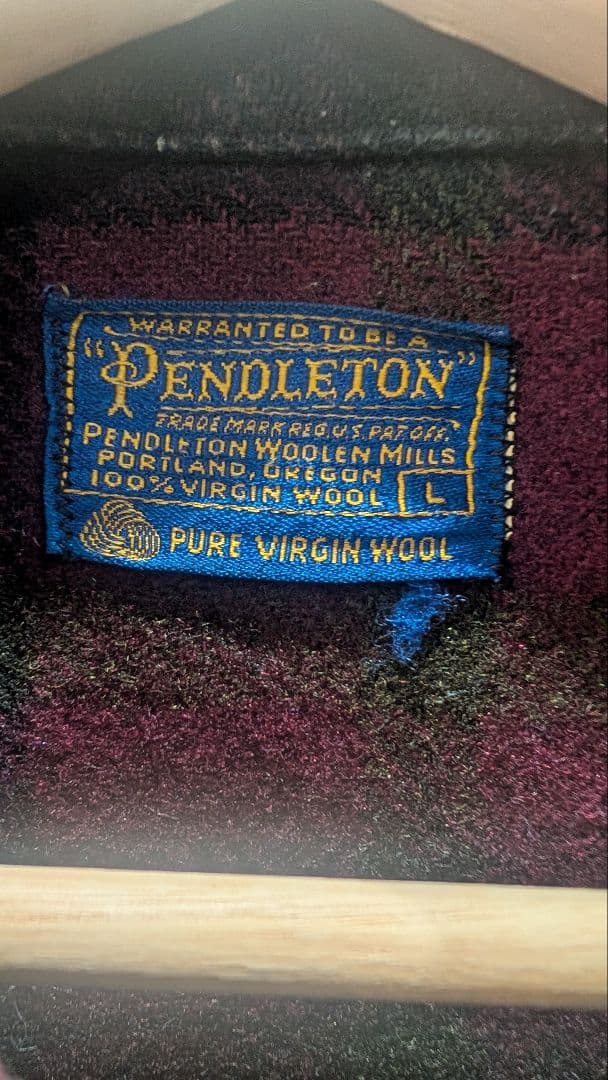 WARRANTED TO BE A
"PENDLETON"
TRADE MARK REG. U.S. PAT. OFF.
PENDLETON WOOLEN MILLS
PORTLAND, OREGON
100% VIRGIN WOOL L
PURE VIRGIN WOOL